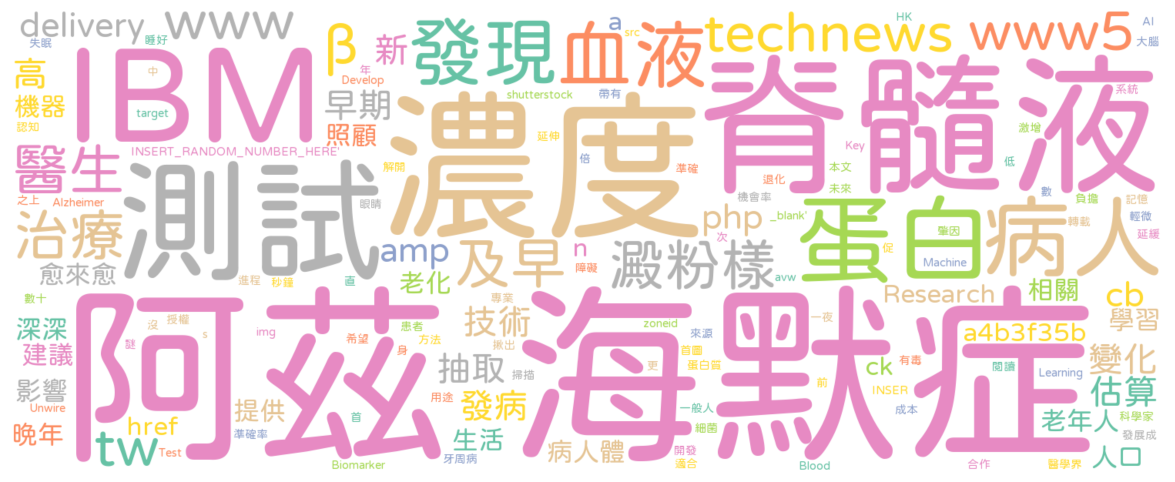 delivery
www
β
新
發現
血液
a
src
technews
HK
www5
AI
大腦
失眠
睡好
IBM
年
Develop
shutterstock
帶有
脊髓液
系統
高
機器
認知
中
target
早期
照顧
濃度
延伸
倍
準確
Key
激增
低
INSERT_RANDOM_NUMBER_HERE'
醫生
解開
本文
未來
數
負擔
記憶
退化
機會率
之上
Alzheimer
測試
眼睛
php
_blank'
蛋白
肇因
病人
輕微
轉載
延緩
治療
amp
及早
n
障礙
次
澱粉樣
avw
促
Machine
愈來愈
進程
秒鐘
直
老化
專業
Research
相關
cb
學習
數十
阿茲海默症
沒
授權
s
img
希望
身
患者
方法
技術
揪出
zoneid
來源
一夜
a4b3f35b
深深
建議
謎
首圖
蛋白質
更
前
有毒
閱讀
變化
影響
Unwire
抽取
掃描
ck
Learning
估算
href
提供
首
用途
發病
一般人
細菌
INSER
成本
老年人
科學家
晚年
tw
Test
準確率
生活
牙周病
病人體
開發
適合
發展成
Biomarker
Blood
合作
醫學界
人口